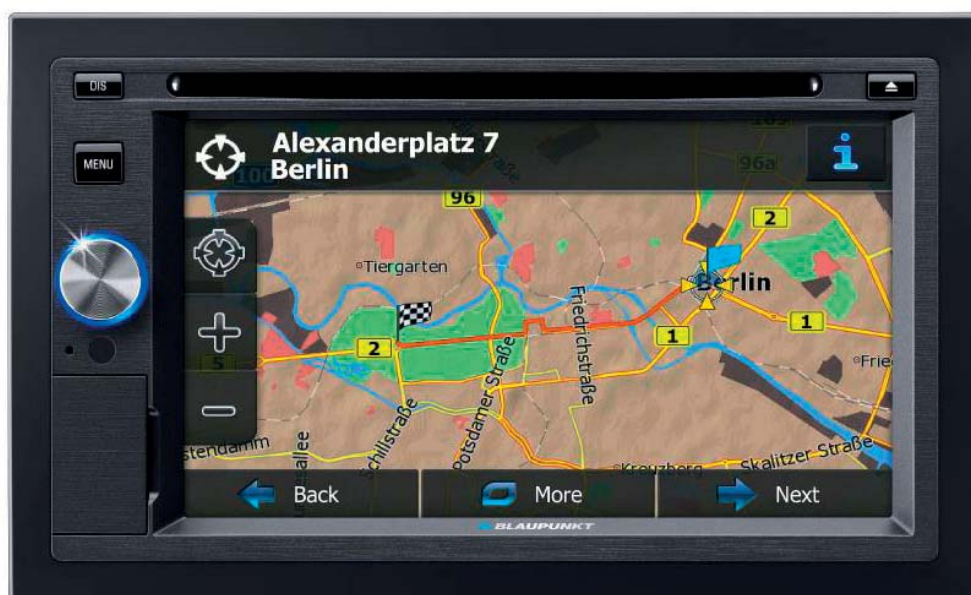 DIS
MENU
Alexanderplatz 7
Berlin
100
96a
96
2
Tiergarten
Berlin
Friedrichstraße
1
1
2
5
Potsdamer Straße
Schillstraße
Kreuzberg
Skalitzer Straße
Back
More
Next
BLAUPUNKT